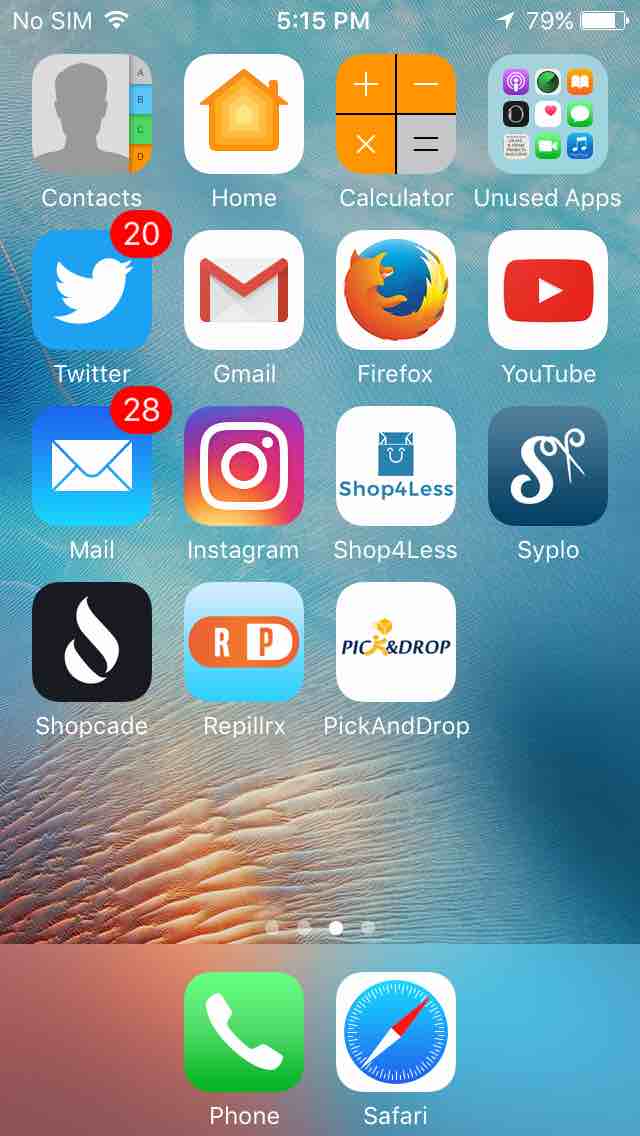 No SIM 5:15 PM 79%
A
B
C
D
Contacts Home Calculator Unused Apps
20
Twitter Gmail Firefox YouTube
28
Shop4Less
Mail Instagram Shop4Less Syplo
R P
PICK&DROP
Shopcade Repillrx PickAndDrop
Phone Safari